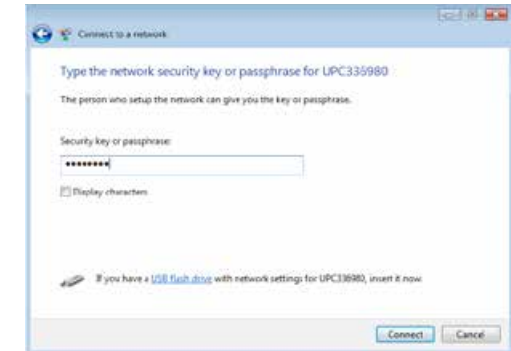 Connect to a network
Type the network security key or passphrase for UPC336980
The person who setup the network can give you the key or passphrase.
Security key or passphrase:
••••••••
Display characters
If you have a USB flash drive with network settings for UPC336980, insert it now.
Connect Cancel